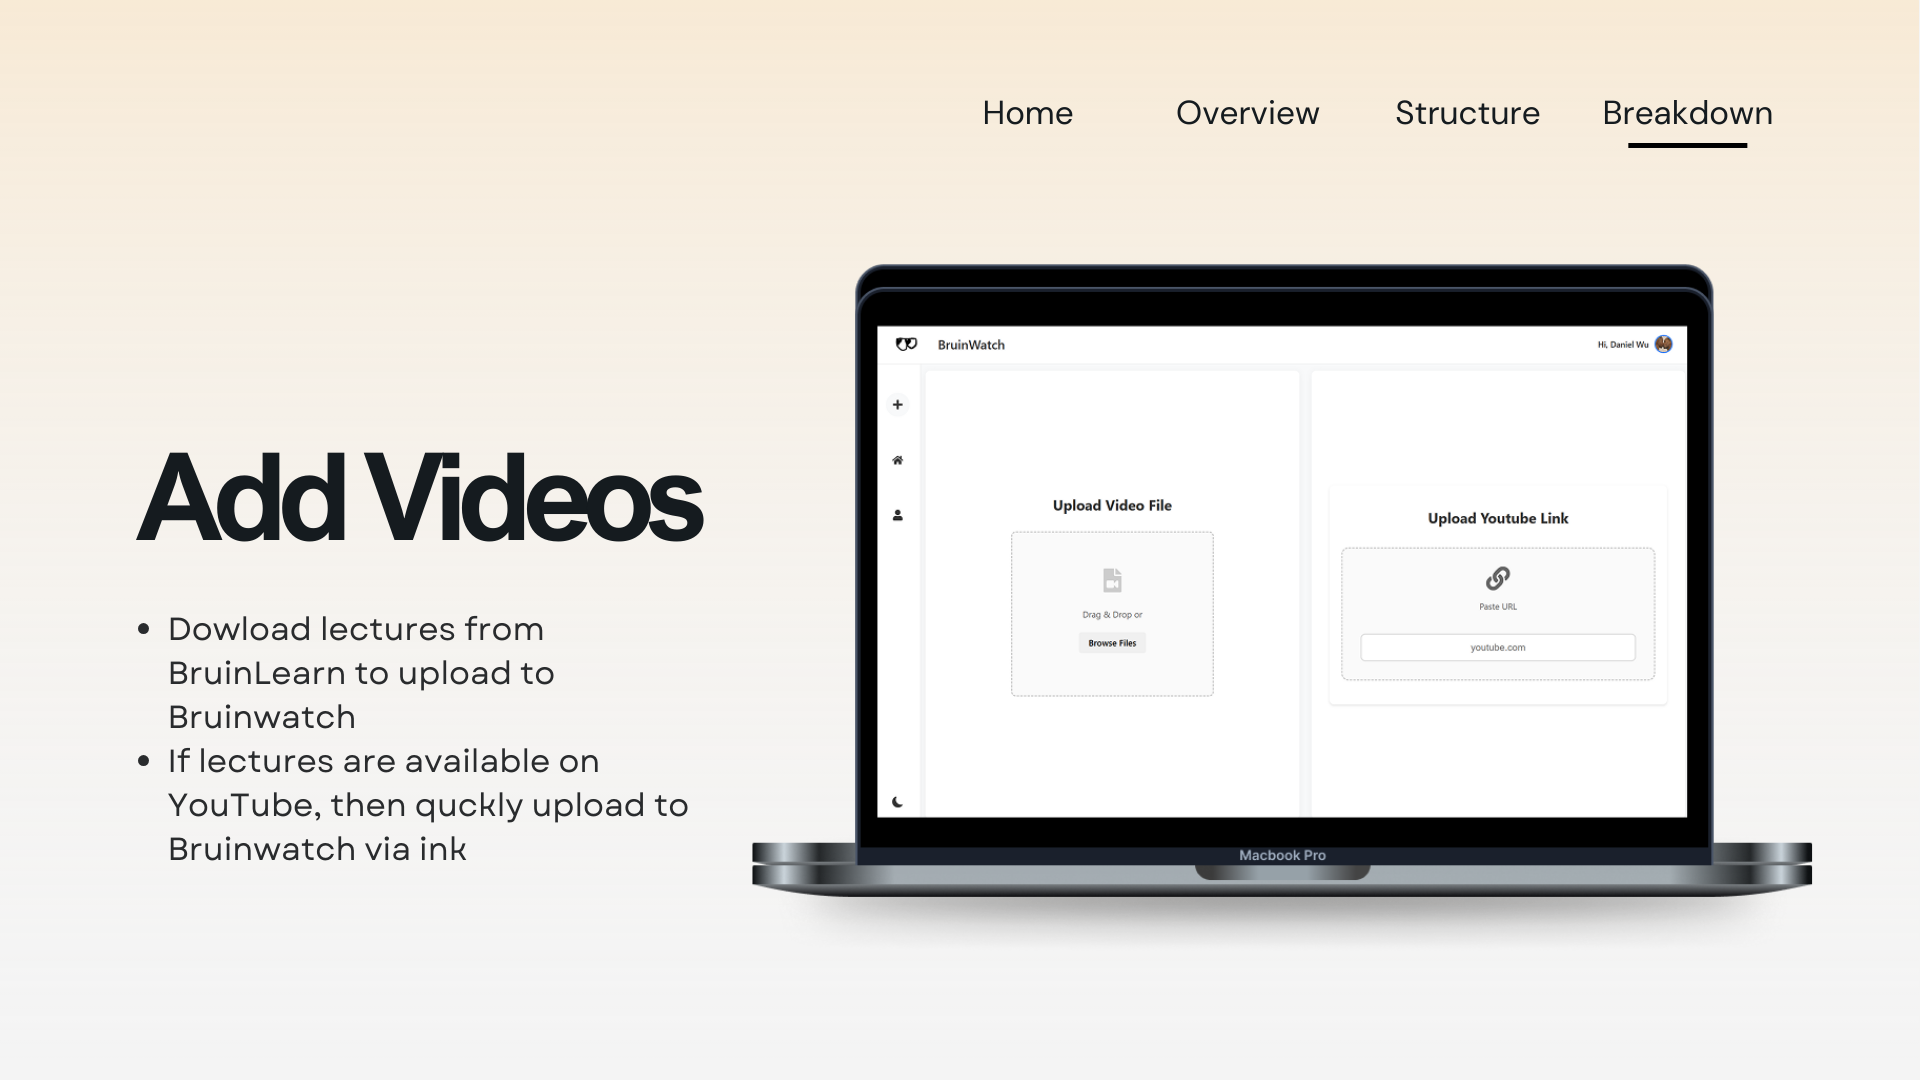 Home Overview Structure Breakdown
Add Videos
Dowload lectures from
BruinLearn to upload to
Bruinwatch
If lectures are available on
YouTube, then quckly upload to
Bruinwatch via ink
BruinWatch
Hi, Daniel Wu
Upload Video File
Drag & Drop or
Browse Files
Upload Youtube Link
Paste URL
youtube.com
Macbook Pro